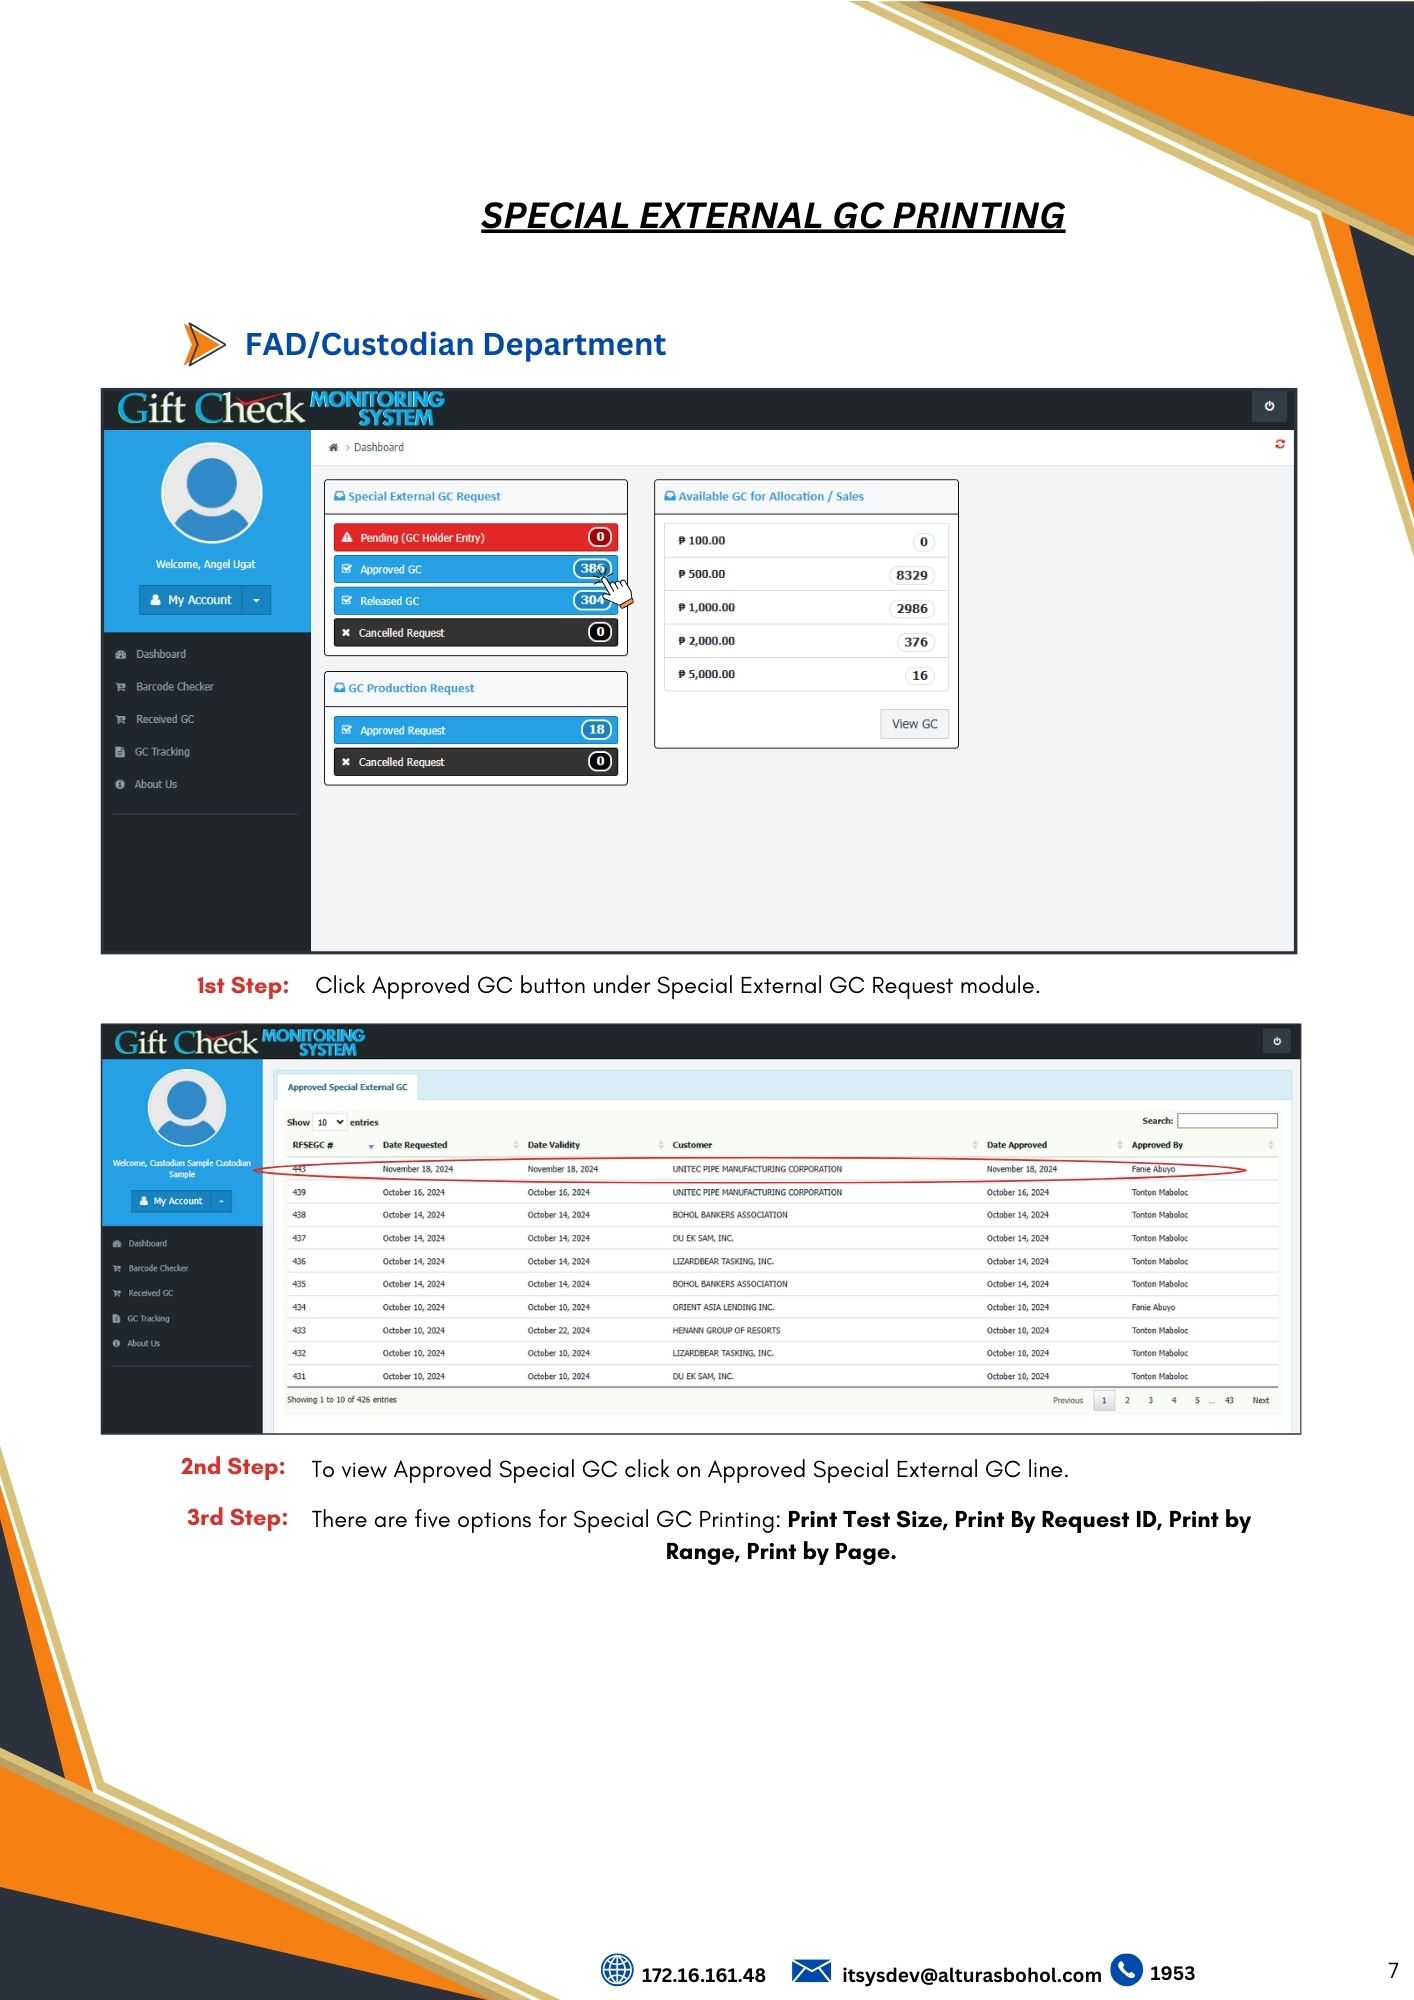 SPECIAL EXTERNAL GC PRINTING
FAD/Custodian Department
Gift Check MONITORING SYSTEM
> Dashboard
Welcome, Angel Ugat
My Account
Dashboard
Barcode Checker
Received GC
GC Tracking
About Us
Special External GC Request
Pending (GC Holder Entry) 0
Approved GC 386
Released GC 304
Cancelled Request 0
GC Production Request
Approved Request 18
Cancelled Request 0
Available GC for Allocation / Sales
₱ 100.00 0
₱ 500.00 8329
₱ 1,000.00 2986
₱ 2,000.00 376
₱ 5,000.00 16
View GC
1st Step: Click Approved GC button under Special External GC Request module.
Gift Check MONITORING SYSTEM
Welcome, Custodian Sample Custodian
Sample
My Account
Dashboard
Barcode Checker
Received GC
GC Tracking
About Us
Approved Special External GC
Show 10 entries Search:
RFSEGC # Date Requested Date Validity Customer Date Approved Approved By
443 November 18, 2024 November 18, 2024 UNITEC PIPE MANUFACTURING CORPORATION November 18, 2024 Fanie Abuyo
439 October 16, 2024 October 16, 2024 UNITEC PIPE MANUFACTURING CORPORATION October 16, 2024 Tonton Maboloc
438 October 14, 2024 October 14, 2024 BOHOL BANKERS ASSOCIATION October 14, 2024 Tonton Maboloc
437 October 14, 2024 October 14, 2024 DU EK SAM, INC. October 14, 2024 Tonton Maboloc
436 October 14, 2024 October 14, 2024 LIZARDBEAR TASKING, INC. October 14, 2024 Tonton Maboloc
435 October 14, 2024 October 14, 2024 BOHOL BANKERS ASSOCIATION October 14, 2024 Tonton Maboloc
434 October 10, 2024 October 10, 2024 ORIENT ASIA LENDING INC. October 10, 2024 Fanie Abuyo
433 October 10, 2024 October 22, 2024 HENANN GROUP OF RESORTS October 10, 2024 Tonton Maboloc
432 October 10, 2024 October 10, 2024 LIZARDBEAR TASKING, INC. October 10, 2024 Tonton Maboloc
431 October 10, 2024 October 10, 2024 DU EK SAM, INC. October 10, 2024 Tonton Maboloc
Showing 1 to 10 of 426 entries Previous 1 2 3 4 5 ... 43 Next
2nd Step: To view Approved Special GC click on Approved Special External GC line.
3rd Step: There are five options for Special GC Printing: Print Test Size, Print By Request ID, Print by
Range, Print by Page.
172.16.161.48 itsysdev@alturasbohol.com 1953
7